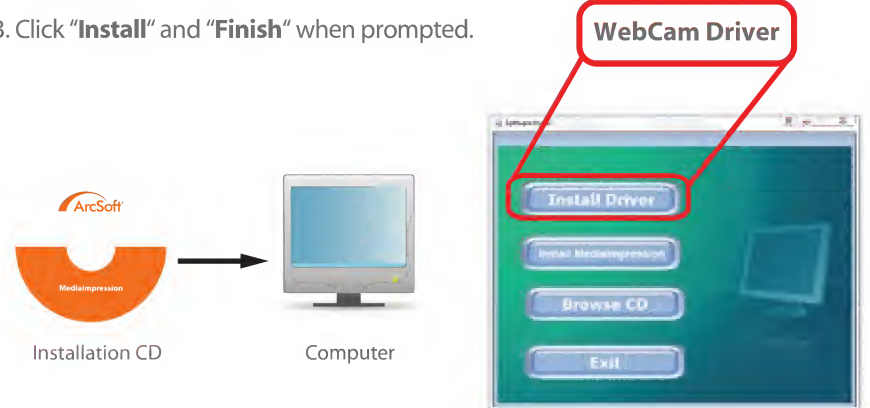 3. Click “Install“ and “Finish“ when prompted.
WebCam Driver
Install Driver
Install MediaImpression
Browse CD
Exit
ArcSoft
MediaImpression
Installation CD
Computer